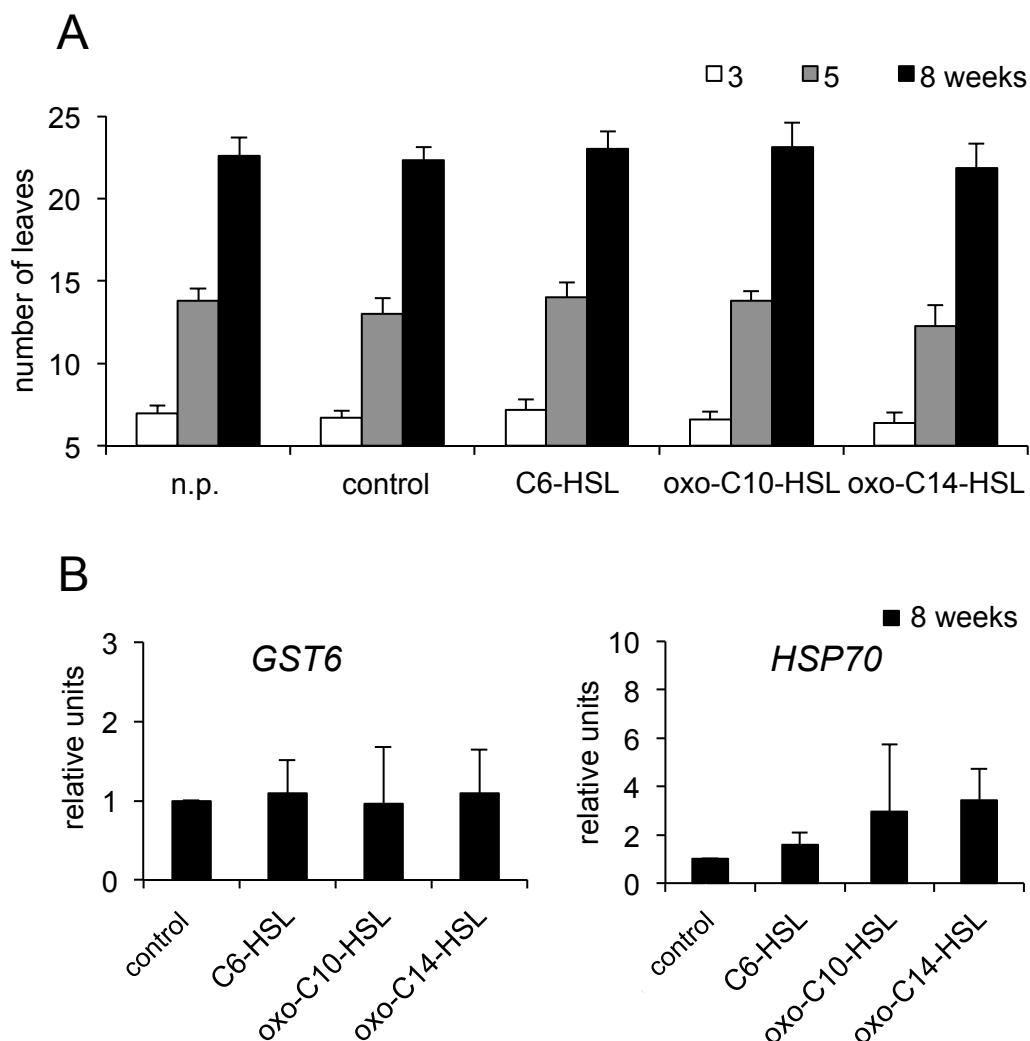 A
3 5 8 weeks
number of leaves
25
20
15
10
5
n.p. control C6-HSL oxo-C10-HSL oxo-C14-HSL
B
8 weeks
GST6
relative units
3
2
1
0
control C6-HSL oxo-C10-HSL oxo-C14-HSL
HSP70
relative units
10
8
6
4
2
0
control C6-HSL oxo-C10-HSL oxo-C14-HSL